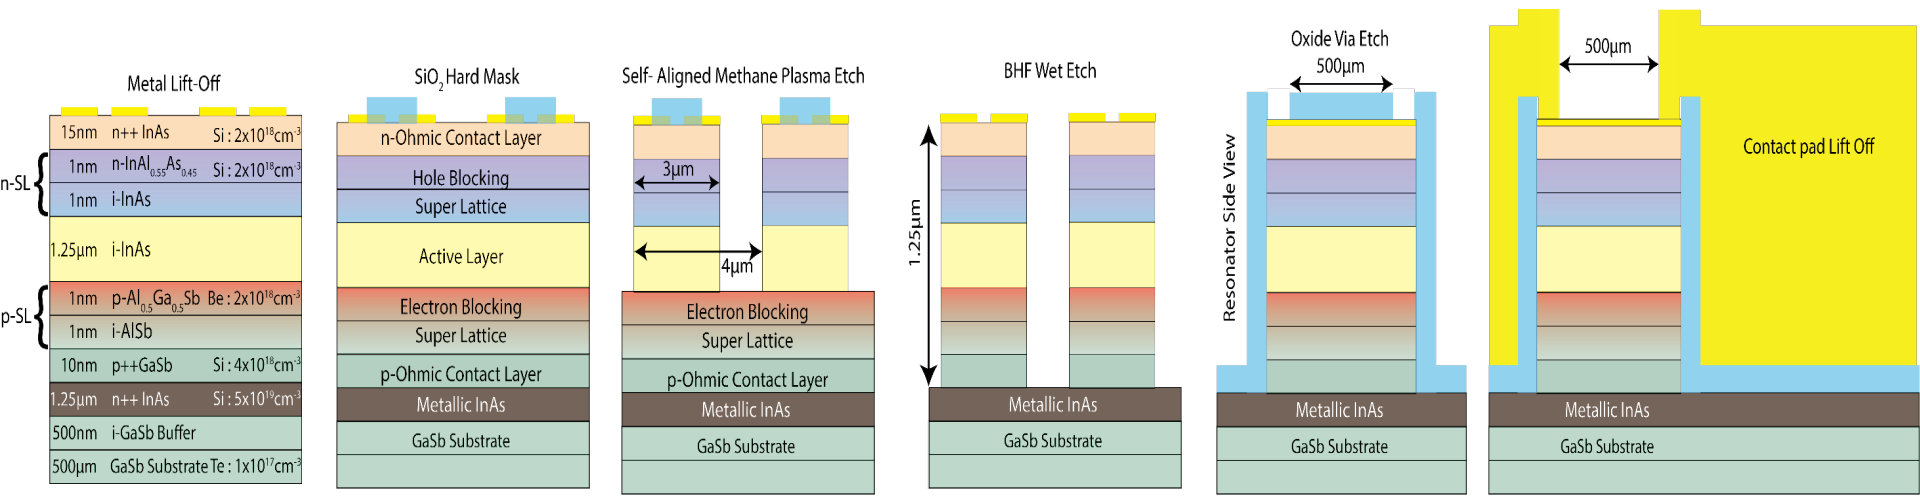 Metal Lift-Off
15nm n++ InAs Si : 2x10¹⁸cm⁻³
n-SL
1nm n-InAl₀.₅₅As₀.₄₅ Si : 2x10¹⁸cm⁻³
1nm i-InAs
1.25μm i-InAs
p-SL
1nm p-Al₀.₅Ga₀.₅Sb Be : 2x10¹⁸cm⁻³
1nm i-AlSb
10nm p++GaSb Si : 4x10¹⁸cm⁻³
1.25μm n++ InAs Si : 5x10¹⁹cm⁻³
500nm i-GaSb Buffer
500μm GaSb Substrate Te : 1x10¹⁷cm⁻³
SiO₂ Hard Mask
n-Ohmic Contact Layer
Hole Blocking
Super Lattice
Active Layer
Electron Blocking
Super Lattice
p-Ohmic Contact Layer
Metallic InAs
GaSb Substrate
Self- Aligned Methane Plasma Etch
3μm
4μm
Electron Blocking
Super Lattice
p-Ohmic Contact Layer
Metallic InAs
GaSb Substrate
BHF Wet Etch
1.25μm
Metallic InAs
GaSb Substrate
Oxide Via Etch
500μm
Resonator Side View
Metallic InAs
GaSb Substrate
500μm
Contact pad Lift Off
Metallic InAs
GaSb Substrate